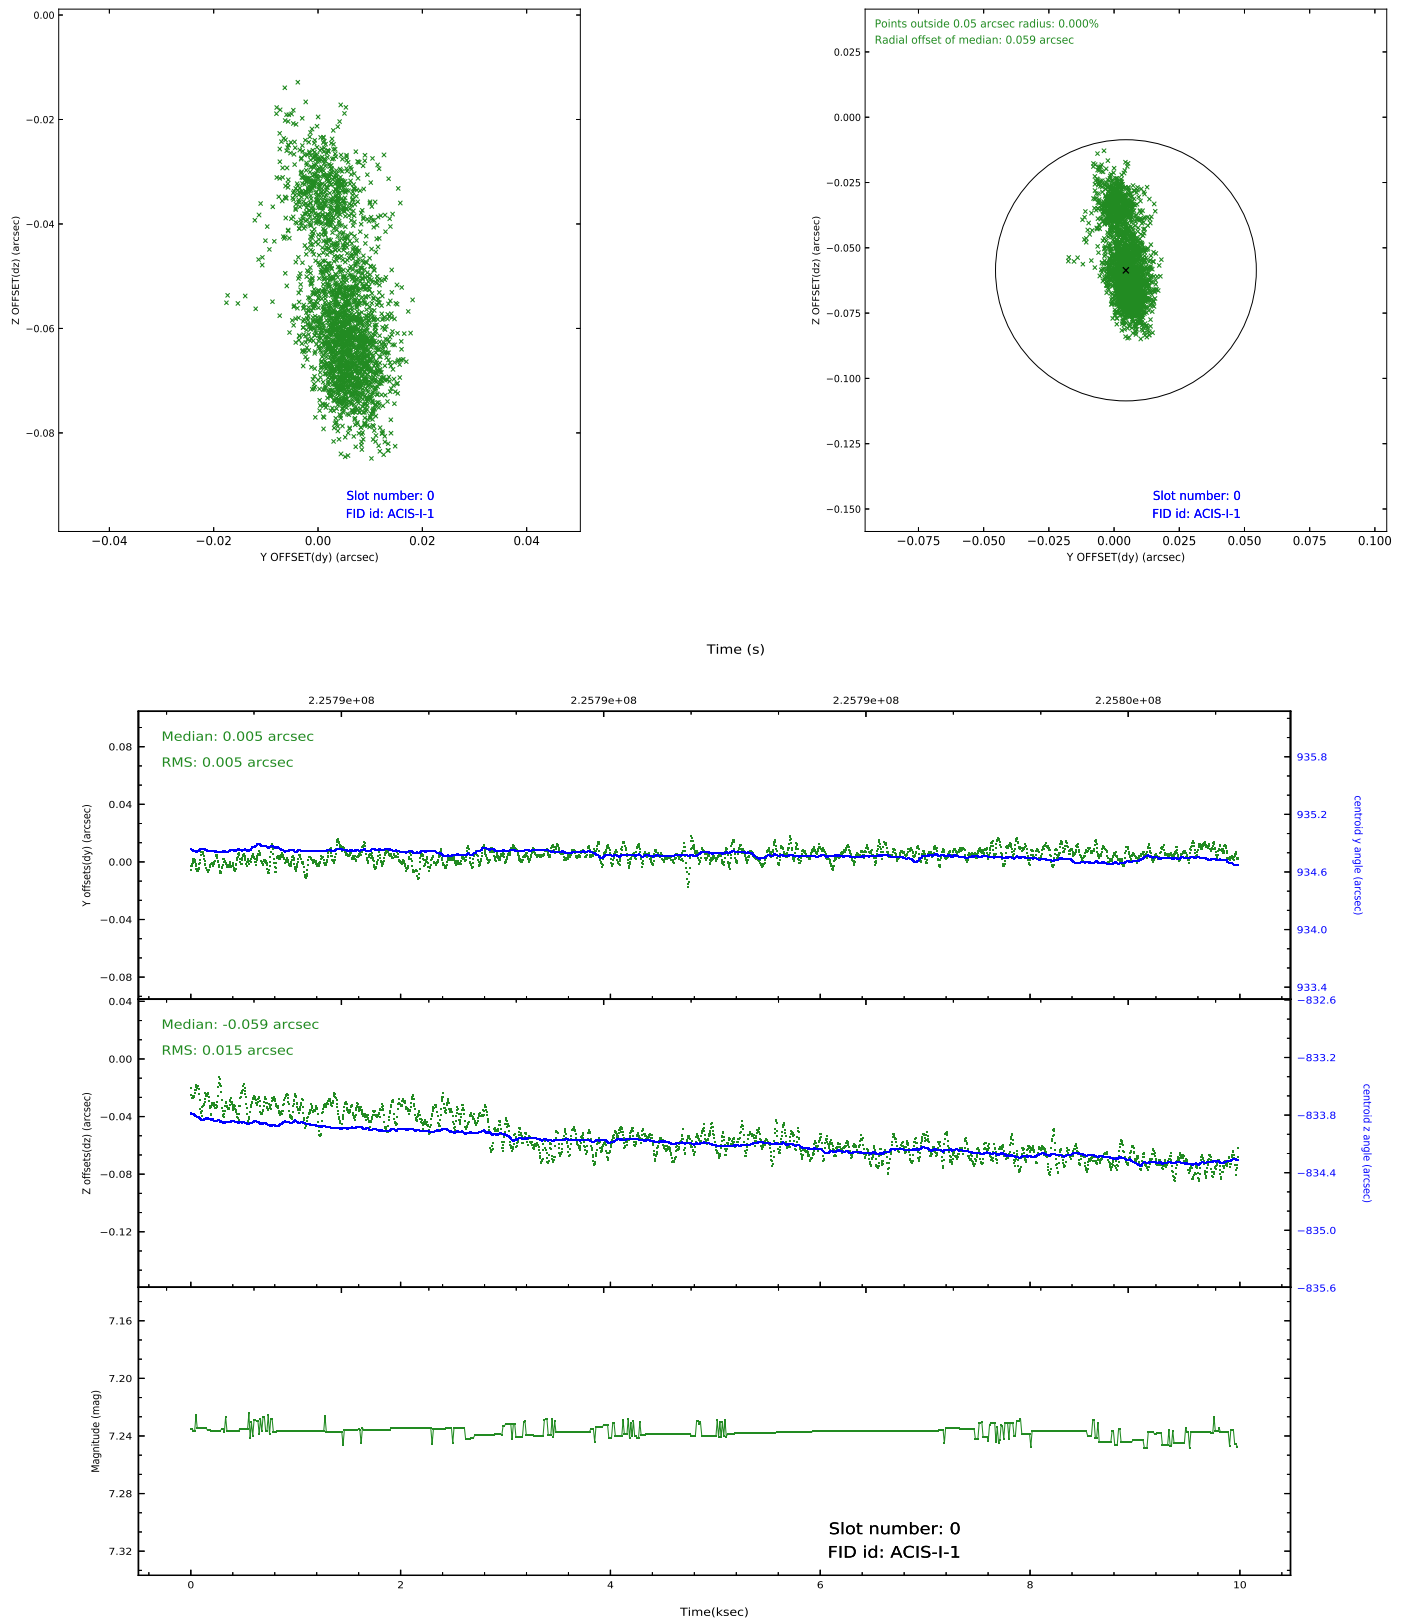 0.00
−0.02
−0.04
−0.06
−0.08
Z OFFSET(dz) (arcsec)
Slot number: 0
FID id: ACIS-I-1
−0.04
−0.02
0.00
0.02
0.04
Y OFFSET(dy) (arcsec)
Points outside 0.05 arcsec radius: 0.000%
Radial offset of median: 0.059 arcsec
0.025
0.000
−0.025
−0.050
−0.075
−0.100
−0.125
−0.150
Z OFFSET(dz) (arcsec)
Slot number: 0
FID id: ACIS-I-1
−0.075
−0.050
−0.025
0.000
0.025
0.050
0.075
0.100
Y OFFSET(dy) (arcsec)
Time (s)
2.2579e+08
2.2579e+08
2.2579e+08
2.2580e+08
Median: 0.005 arcsec
RMS: 0.005 arcsec
0.08
0.04
0.00
−0.04
−0.08
Y offsets(dy) (arcsec)
935.8
935.2
934.6
934.0
933.4
centroid y angle (arcsec)
Median: -0.059 arcsec
RMS: 0.015 arcsec
0.04
0.00
−0.04
−0.08
−0.12
Z offsets(dz) (arcsec)
−832.6
−833.2
−833.8
−834.4
−835.0
−835.6
centroid z angle (arcsec)
7.16
7.20
7.24
7.28
7.32
Magnitude (mag)
Slot number: 0
FID id: ACIS-I-1
0
2
4
6
8
10
Time(ksec)